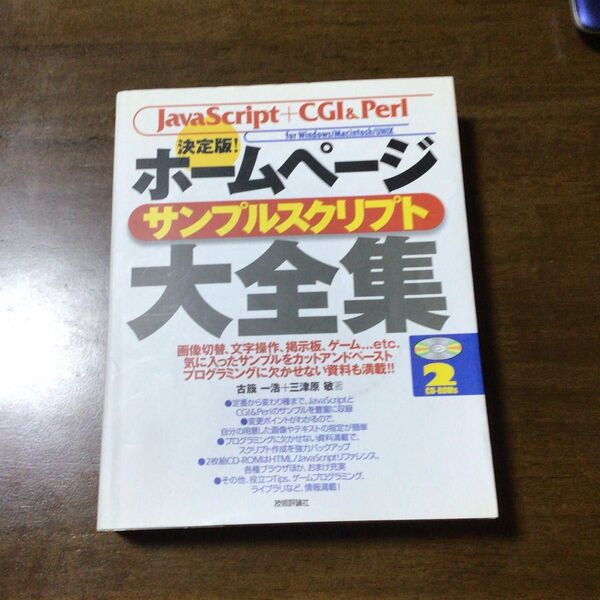 JavaScript+CGI&Perl
for Windows/Macintosh/UNIX
決定版!
ホームページ
サンプルスクリプト
大全集
画像切替、文字操作、掲示板、ゲーム…etc.
気に入ったサンプルをカットアンドペースト
プログラミングに欠かせない資料も満載!!
古籏 一浩+三津原 敏 著
2
CD-ROMs
●定番から変わり種まで、JavaScriptと
CGI&Perlのサンプルを豊富に収録
●変更ポイントがわかるので、
自分の用意した画像やテキストの指定が簡単
●プログラミングに欠かせない資料満載で、
スクリプト作成を強力バックアップ
●2枚組CD-ROMはHTML/JavaScriptリファレンス、
各種ブラウザほか、おまけ充実
●その他、役立つTips、ゲームプログラミング、
ライブラリなど、情報満載!
技術評論社